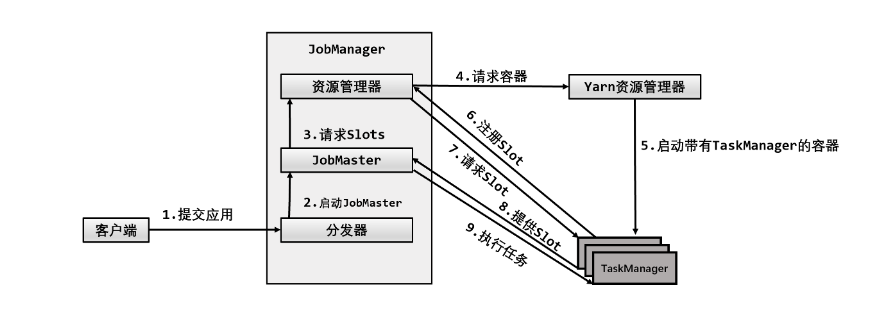 JobManager
资源管理器
4.请求容器
Yarn资源管理器
6.注册Slot
3.请求Slots
7.请求Slot
5.启动带有TaskManager的容器
JobMaster
2.启动JobMaster
8.提供Slot
1.提交应用
客户端
分发器
9.执行任务
TaskManager